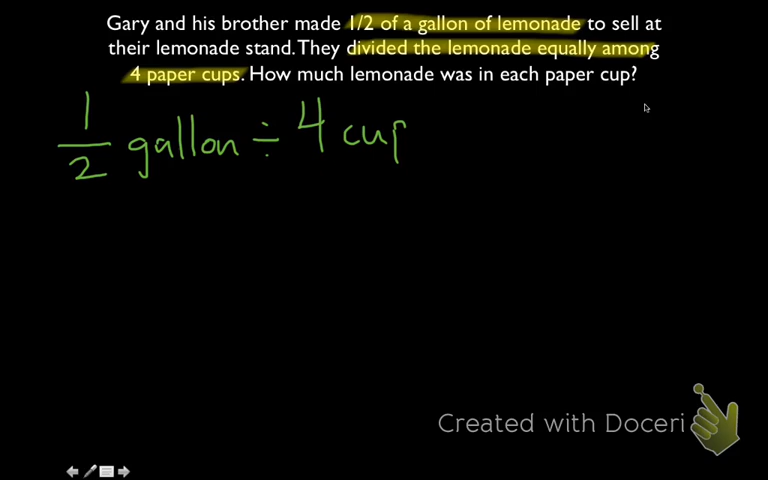 Gary and his brother made 1/2 of a gallon of lemonade to sell at
their lemonade stand. They divided the lemonade equally among
4 paper cups. How much lemonade was in each paper cup?
1/2 gallon ÷ 4 cup
Created with Doceri